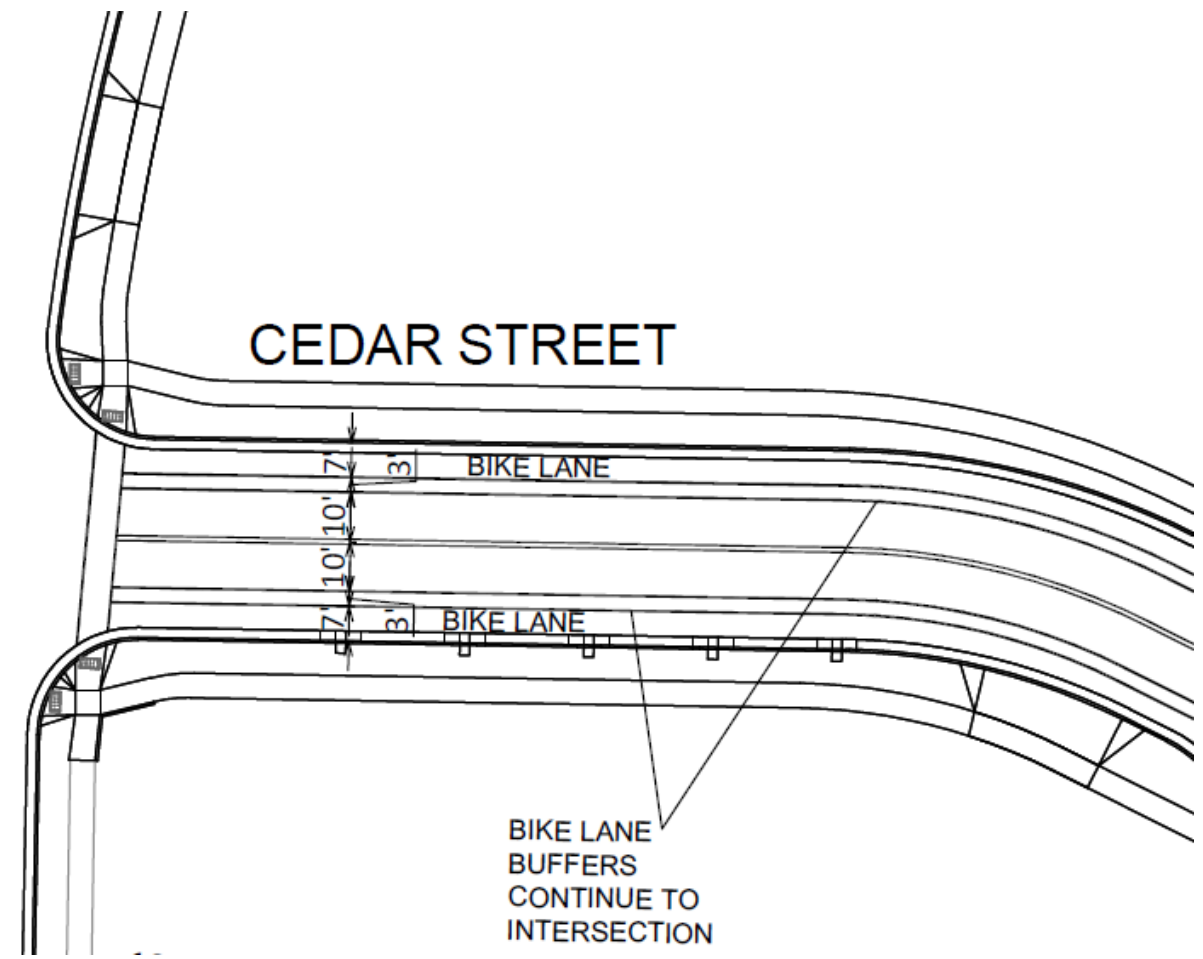 CEDAR STREET
7'
3'
BIKE LANE
10'
10'
7'
3'
BIKE LANE
BIKE LANE
BUFFERS
CONTINUE TO
INTERSECTION